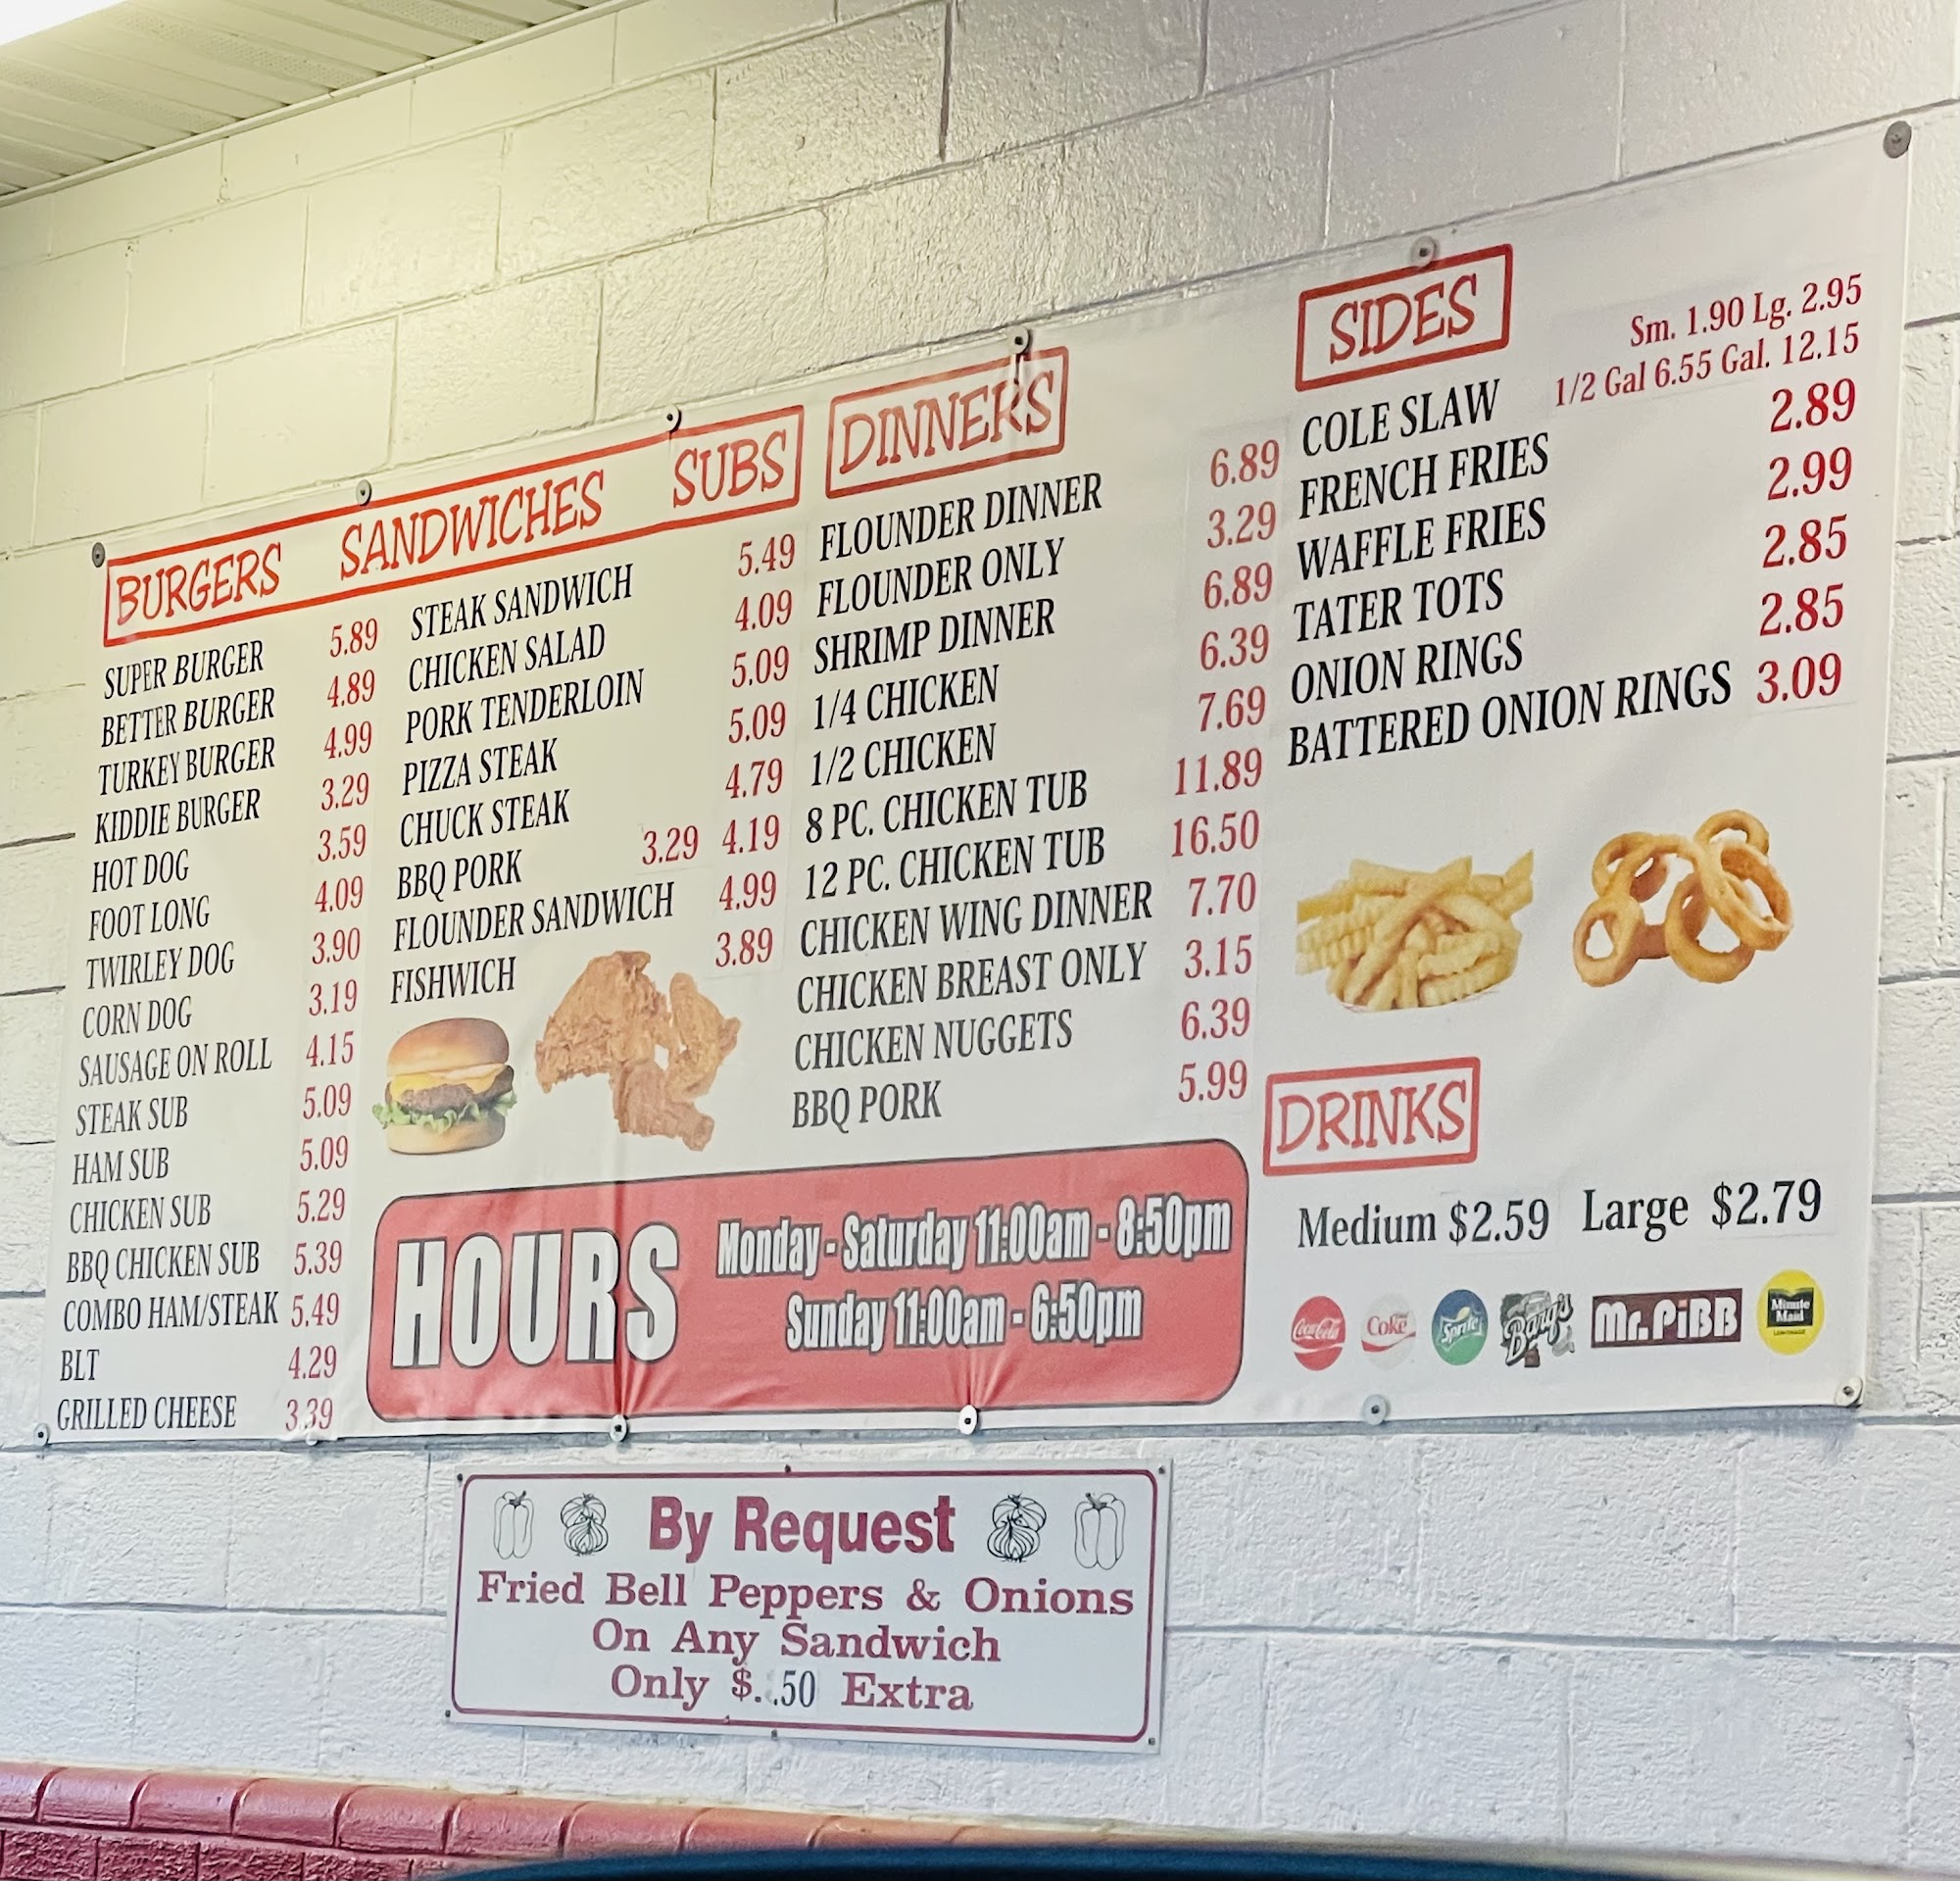 BURGERS SANDWICHES SUBS
SUPER BURGER 5.89
BETTER BURGER 4.89
TURKEY BURGER 4.99
KIDDIE BURGER 3.29
HOT DOG 3.59
FOOT LONG 4.09
TWIRLEY DOG 3.90
CORN DOG 3.19
SAUSAGE ON ROLL 4.15
STEAK SUB 5.09
HAM SUB 5.09
CHICKEN SUB 5.29
BBQ CHICKEN SUB 5.39
COMBO HAM/STEAK 5.49
BLT 4.29
GRILLED CHEESE 3.39
STEAK SANDWICH 5.49
CHICKEN SALAD 4.09
PORK TENDERLOIN 5.09
PIZZA STEAK 5.09
CHUCK STEAK 4.79
BBQ PORK 3.29 4.19
FLOUNDER SANDWICH 4.99
FISHWICH 3.89
DINNERS
FLOUNDER DINNER 6.89
FLOUNDER ONLY 3.29
SHRIMP DINNER 6.89
1/4 CHICKEN 6.39
1/2 CHICKEN 7.69
8 PC. CHICKEN TUB 11.89
12 PC. CHICKEN TUB 16.50
CHICKEN WING DINNER 7.70
CHICKEN BREAST ONLY 3.15
CHICKEN NUGGETS 6.39
BBQ PORK 5.99
SIDES
Sm. 1.90 Lg. 2.95
COLE SLAW 1/2 Gal 6.55 Gal. 12.15
FRENCH FRIES 2.89
WAFFLE FRIES 2.99
TATER TOTS 2.85
ONION RINGS 2.85
BATTERED ONION RINGS 3.09
DRINKS
Medium $2.59 Large $2.79
Coca-Cola Coke Sprite Barq's Mr. PiBB Minute Maid LEMONADE
HOURS
Monday - Saturday 11:00am - 8:50pm
Sunday 11:00am - 6:50pm
By Request
Fried Bell Peppers & Onions
On Any Sandwich
Only $..50 Extra